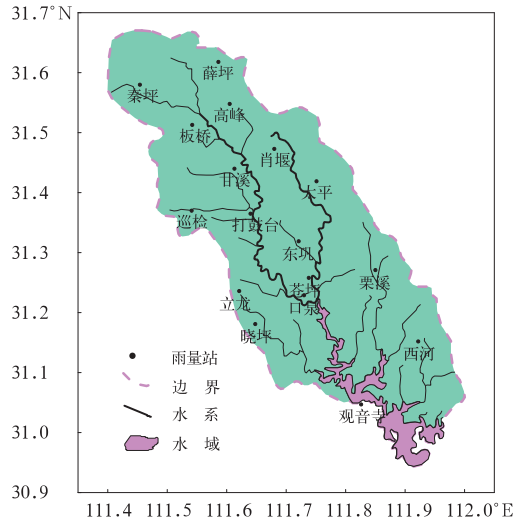 31.7°N
31.6
31.5
31.4
31.3
31.2
31.1
31.0
30.9
薛坪
秦坪
高峰
板桥
肖堰
甘溪
太平
巡检
打鼓台
东巩
栗溪
苍坪
立龙
口泉
晓坪
西河
观音寺
雨量站
边 界
水 系
水 域
111.4 111.5 111.6 111.7 111.8 111.9 112.0°E